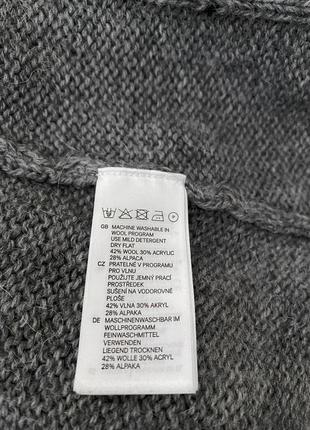 GB MACHINE WASHABLE IN
WOOL PROGRAM
USE MILD DETERGENT
DRY FLAT
42% WOOL 30% ACRYLIC
28% ALPACA
CZ PRATELNÉ V PROGRAMU
PRO VLNU
POUŽIJTE JEMNÝ PRACÍ
PROSTŘEDEK
SUŠENÍ NA VODOROVNÉ
PLOŠE
42% VLNA 30% AKRYL
28% ALPAKA
DE MASCHINENWASCHBAR IM
WOLLPROGRAMM
FEINWASCHMITTEL
VERWENDEN
LIEGEND TROCKNEN
42% WOLLE 30% ACRYL
28% ALPAKA